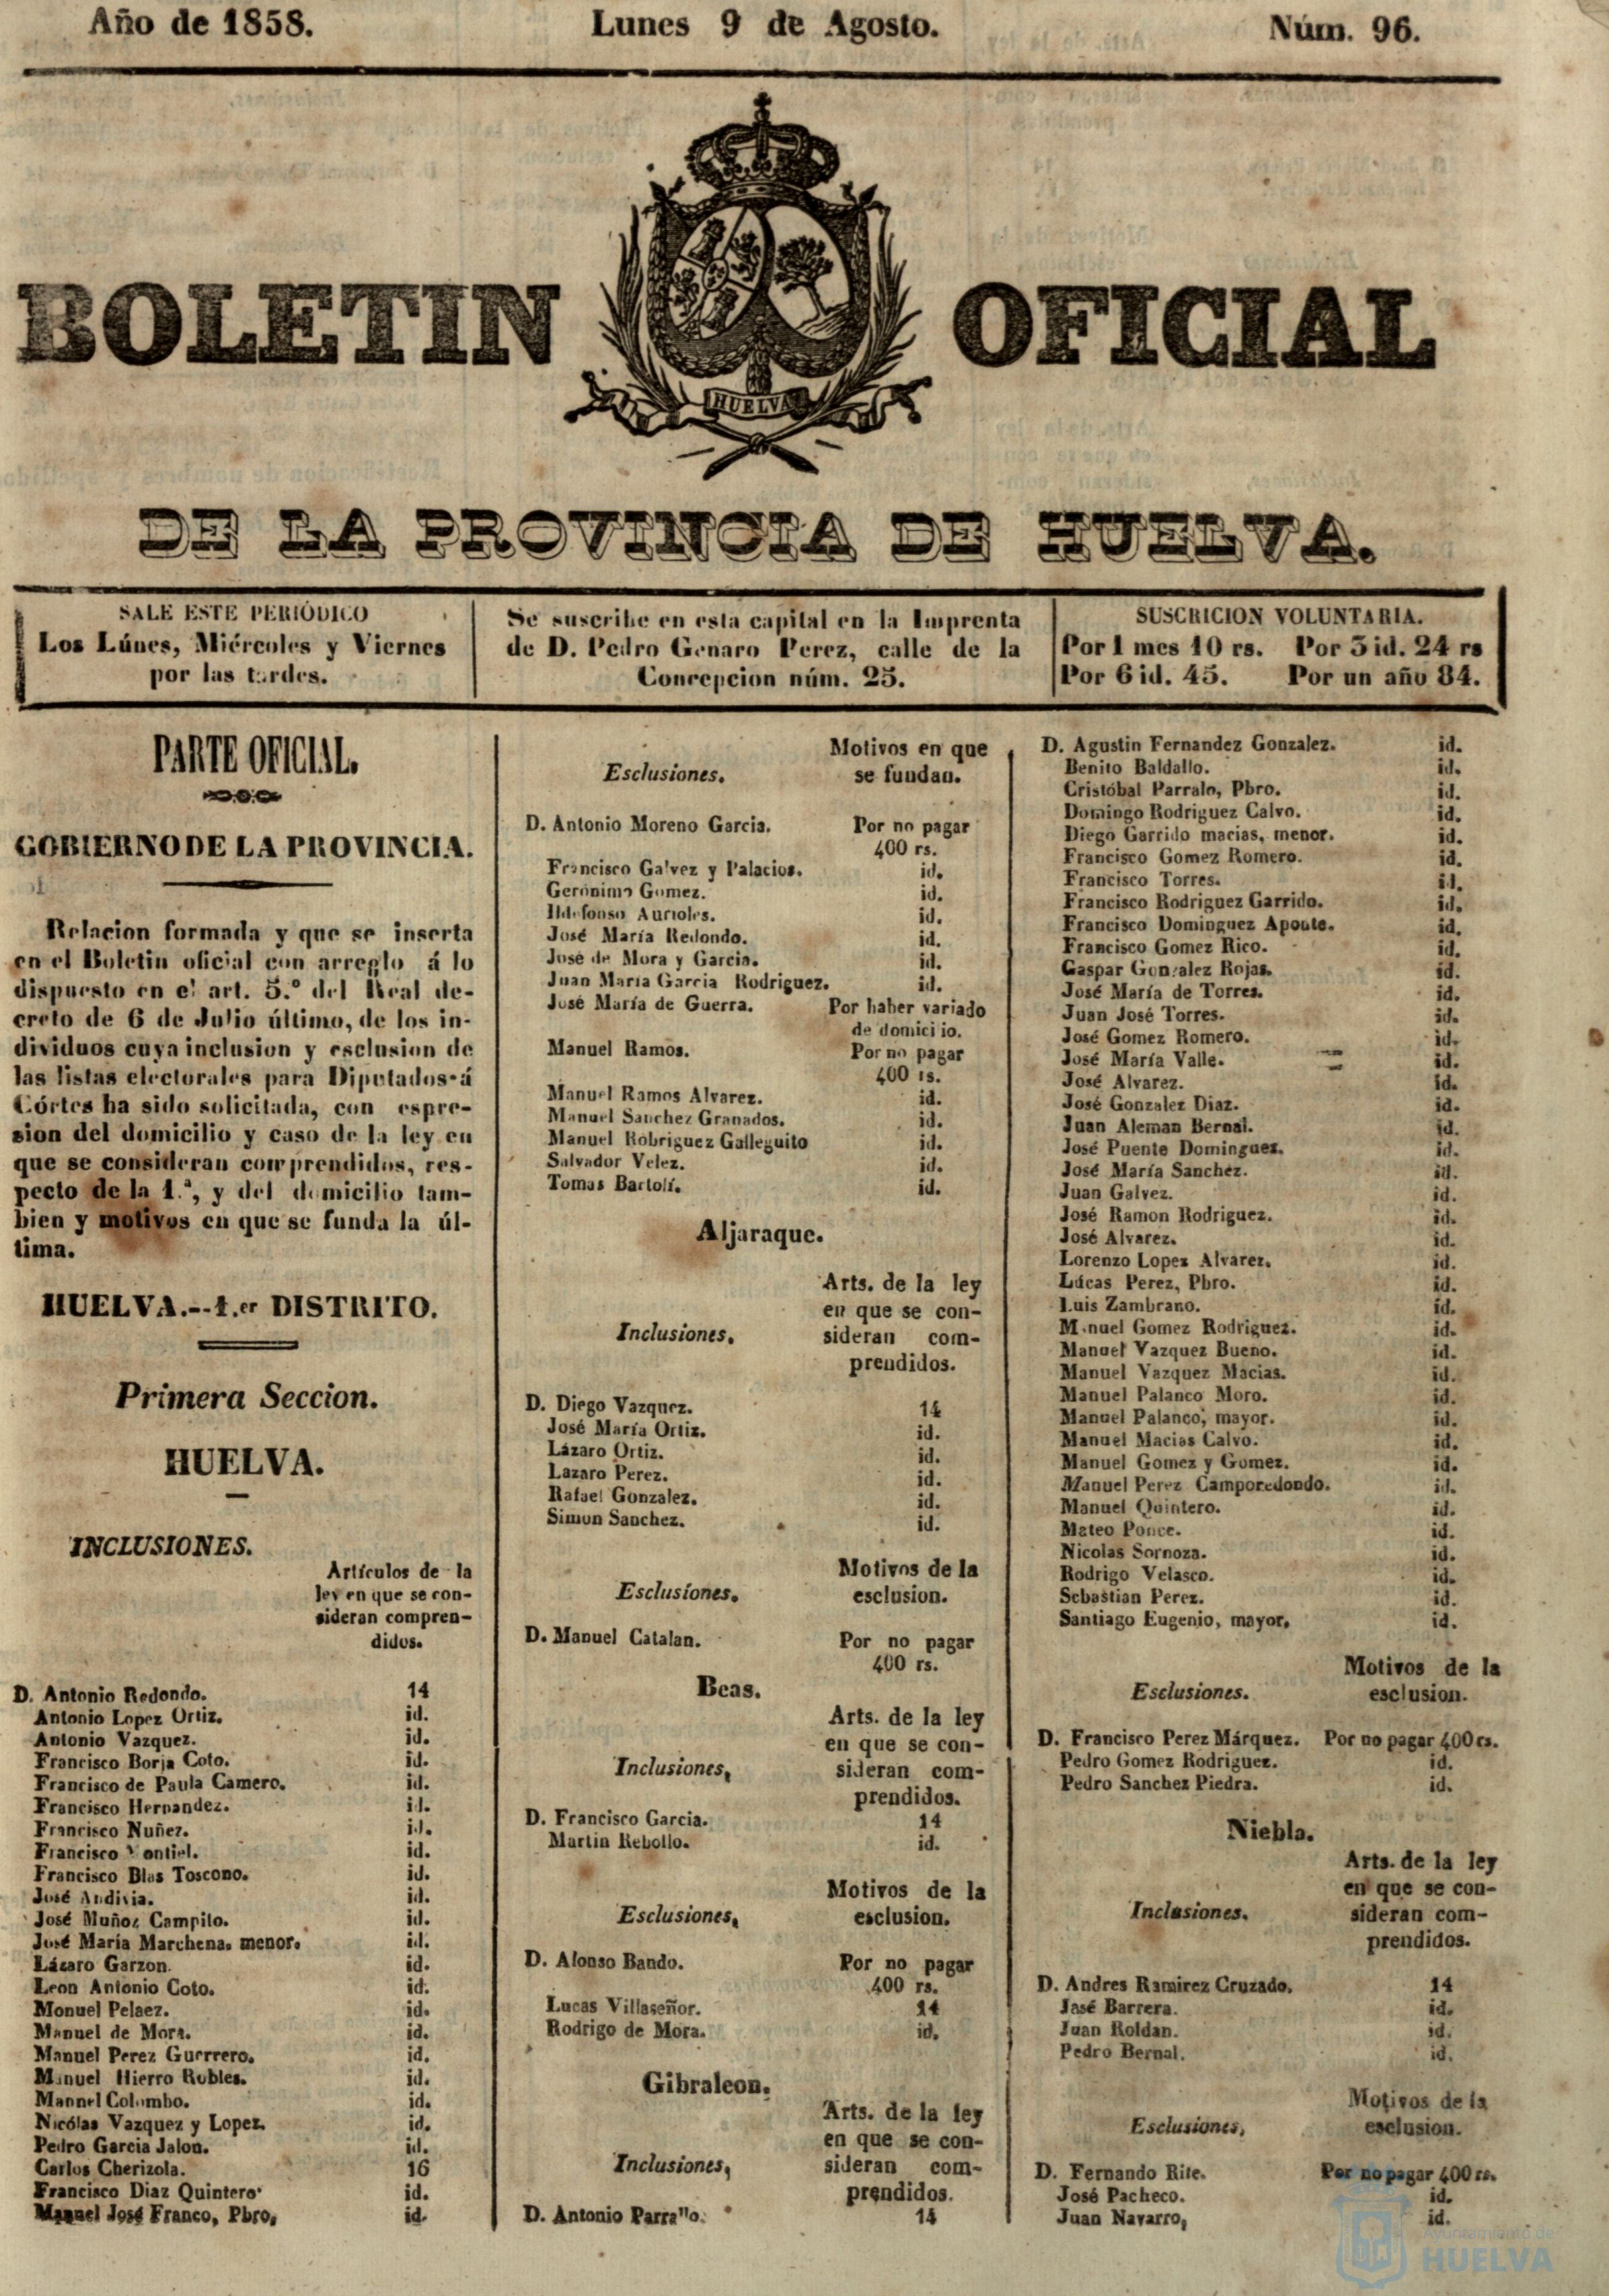 Año de 1858.
Lunes 9 de Agosto.
Núm. 96.
BOLETIN OFICIAL
HUELVA
DE LA PROVINCIA DE HUELVA.
SALE ESTE PERIÓDICO
Los Lúnes, Miércoles y Viernes
por las tardes.
Se suscribe en esta capital en la Imprenta
de D. Pedro Genaro Perez, calle de la
Concepcion núm. 25.
SUSCRICION VOLUNTARIA.
Por 1 mes 10 rs. Por 3 id. 24 rs
Por 6 id. 45. Por un año 84.
PARTE OFICIAL.
GOBIERNO DE LA PROVINCIA.
Relacion formada y que se inserta
en el Boletin oficial con arreglo á lo
dispuesto en el art. 5.º del Real de-
creto de 6 de Julio último, de los in-
dividuos cuya inclusion y esclusion de
las listas electorales para Diputados á
Córtes ha sido solicitada, con espre-
sion del domicilio y caso de la ley en
que se consideran comprendidos, res-
pecto de la 1.ª, y del domicilio tam-
bien y motivos en que se funda la úl-
tima.
HUELVA.--1.er DISTRITO.
Primera Seccion.
HUELVA.
INCLUSIONES.
Artículos de la
ley en que se con-
sideran compren-
didos.
D. Antonio Redondo. 14
Antonio Lopez Ortiz. id.
Antonio Vazquez. id.
Francisco Borja Coto. id.
Francisco de Paula Camero. id.
Francisco Hernandez. id.
Francisco Nuñez. id.
Francisco id.
Francisco Blas Toscono. id.
José Andivia. id.
José Muñoz Campito. id.
José María Marchena, menor. id.
Lázaro Garzon. id.
Leon Antonio Coto. id.
Monuel Pelaez. id.
Manuel de Mora. id.
Manuel Perez Guerrero. id.
Manuel Hierro Robles. id.
Mannel Colombo. id.
Nicólas Vazquez y Lopez. id.
Pedro Garcia Jalon. id.
Carlos Cherizola. 16
Francisco Diaz Quintero. id.
Manuel José Franco, Pbro, id.
Motivos en que
Esclusiones. se fundan.
D. Antonio Moreno Garcia. Por no pagar
400 rs.
Francisco Galvez y Palacios. id.
Gerónimo Gomez. id.
Ildefonso Aurioles. id.
José María Redondo. id.
José de Mora y Garcia. id.
Juan Maria Garcia Rodriguez. id.
José María de Guerra. Por haber variado
de domicilio.
Manuel Ramos. Por no pagar
400 rs.
Manuel Ramos Alvarez. id.
Manuel Sanchez Granados. id.
Manuel Robriguez Galleguito id.
Salvador Velez. id.
Tomas Bartolí. id.
Aljaraque.
Arts. de la ley
en que se con-
Inclusiones. sideran com-
prendidos.
D. Diego Vazquez. 14
José María Ortiz. id.
Lázaro Ortiz. id.
Lazaro Perez. id.
Rafael Gonzalez. id.
Simon Sanchez. id.
Motivos de la
Esclusiones. esclusion.
D. Manuel Catalan. Por no pagar
400 rs.
Beas.
Arts. de la ley
en que se con-
Inclusiones, sideran com-
prendidos.
D. Francisco Garcia. 14
Martin Rebollo. id.
Motivos de la
Esclusiones, esclusion.
D. Alonso Bando. Por no pagar
400 rs.
Lucas Villaseñor. 14
Rodrigo de Mora. id.
Gibraleon.
Arts. de la ley
en que se con-
Inclusiones, sideran com-
prendidos.
D. Antonio Parrallo. 14
D. Agustin Fernandez Gonzalez. id.
Benito Baldallo. id.
Cristóbal Parralo, Pbro. id.
Domingo Rodriguez Calvo. id.
Diego Garrido macias, menor. id.
Francisco Gomez Romero. id.
Francisco Torres. id.
Francisco Rodriguez Garrido. id.
Francisco Dominguez Aponte. id.
Francisco Gomez Rico. id.
Gaspar Gonzalez Rojas. id.
José María de Torres. id.
Juan José Torres. id.
José Gomez Romero. id.
José María Valle. id.
José Alvarez. id.
José Gonzalez Diaz. id.
Juan Aleman Bernal. id.
José Puente Dominguez. id.
José María Sanchez. id.
Juan Galvez. id.
José Ramon Rodriguez. id.
José Alvarez. id.
Lorenzo Lopez Alvarez. id.
Lúcas Perez, Pbro. id.
Luis Zambrano. id.
Manuel Gomez Rodriguez. id.
Manuel Vazquez Bueno. id.
Manuel Vazquez Macias. id.
Manuel Palanco Moro. id.
Manuel Palanco, mayor. id.
Manuel Macias Calvo. id.
Manuel Gomez y Gomez. id.
Manuel Perez Camporedondo. id.
Manuel Quintero. id.
Mateo Ponce. id.
Nicolas Sornoza. id.
Rodrigo Velasco. id.
Sebastian Perez. id.
Santiago Eugenio, mayor. id.
Motivos de la
Esclusiones. esclusion.
D. Francisco Perez Márquez. Por no pagar 400 rs.
Pedro Gomez Rodriguez. id.
Pedro Sanchez Piedra. id.
Niebla.
Arts. de la ley
en que se con-
Inclusiones. sideran com-
prendidos.
D. Andres Ramirez Cruzado. 14
Jasé Barrera. id.
Juan Roldan. id.
Pedro Bernal. id.
Motivos de la
Esclusiones, esclusion.
D. Fernando Rite. Por no pagar 400 rs.
José Pacheco. id.
Juan Navarro, id.
Ayuntamiento de
HUELVA